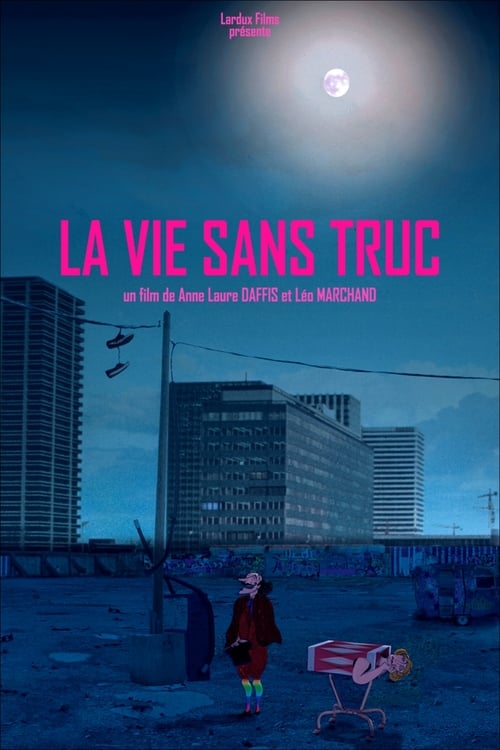 Lardux Films
présente
LA VIE SANS TRUC
un film de Anne Laure DAFFIS et Léo MARCHAND